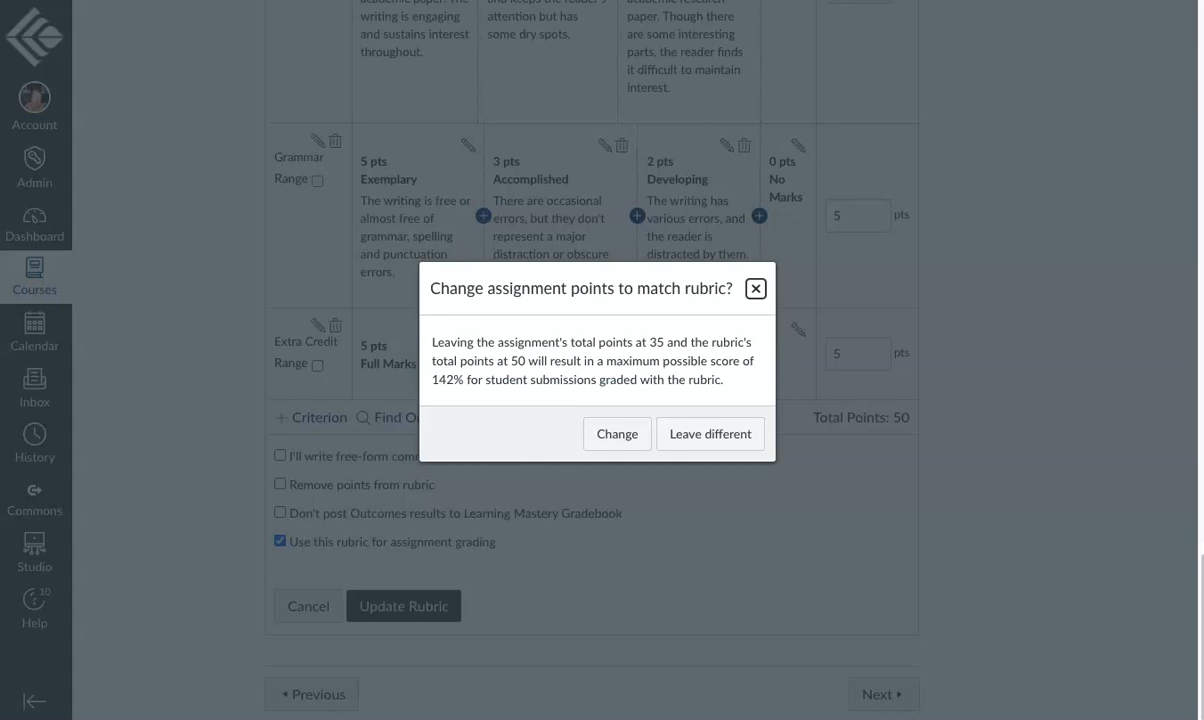 academic paper. The
writing is engaging
and sustains interest
throughout.
and keeps the reader's
attention but has
some dry spots.
academic research
paper. Though there
are some interesting
parts, the reader finds
it difficult to maintain
interest.
Account
Admin
Dashboard
Courses
Calendar
Inbox
History
Commons
Studio
10
Help
Grammar
Range
5 pts
Exemplary
The writing is free or
almost free of
grammar, spelling
and punctuation
errors.
3 pts
Accomplished
There are occasional
errors, but they don't
represent a major
distraction or obscure
2 pts
Developing
The writing has
various errors, and
the reader is
distracted by them.
0 pts
No
Marks
5 pts
Extra Credit
Range
5 pts
Full Marks
5 pts
Change assignment points to match rubric?
Leaving the assignment's total points at 35 and the rubric's
total points at 50 will result in a maximum possible score of
142% for student submissions graded with the rubric.
Change
Leave different
Criterion
Find
Total Points: 50
I'll write free-form
Remove points from rubric
Don't post Outcomes results to Learning Mastery Gradebook
Use this rubric for assignment grading
Cancel
Update Rubric
Previous
Next